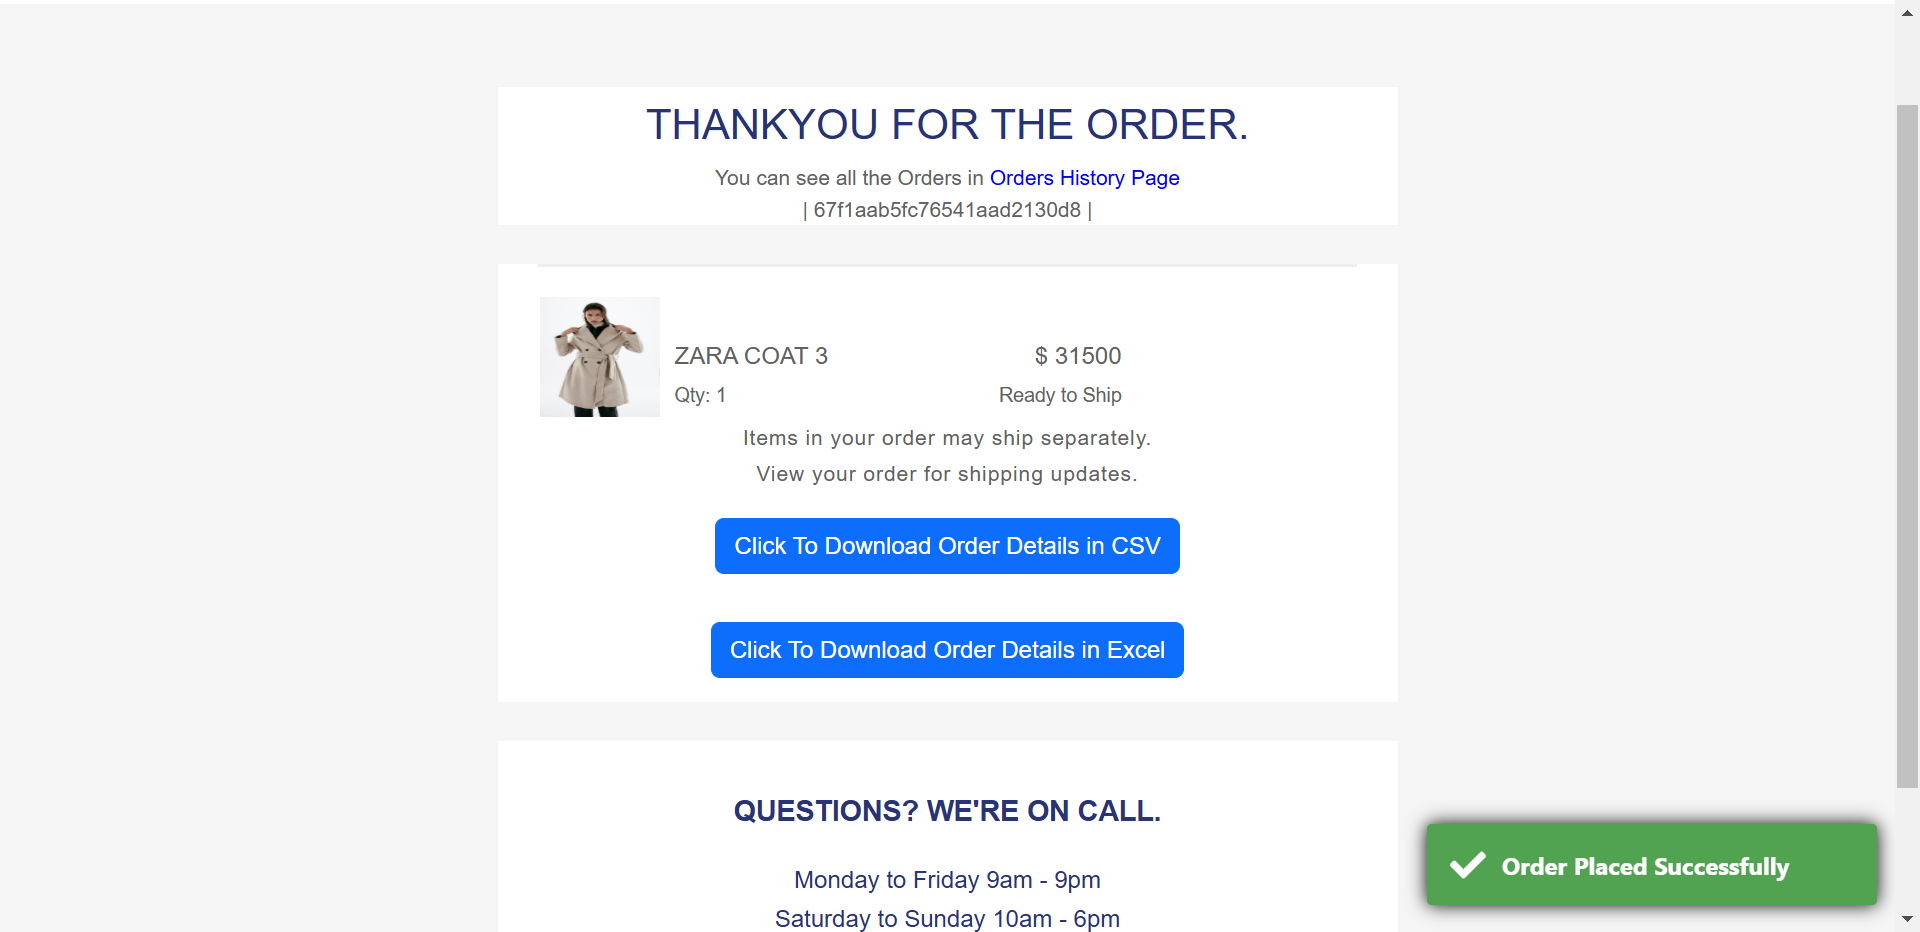 THANKYOU FOR THE ORDER.
You can see all the Orders in Orders History Page
| 67f1aab5fc76541aad2130d8 |
ZARA COAT 3
$ 31500
Qty: 1
Ready to Ship
Items in your order may ship separately.
View your order for shipping updates.
Click To Download Order Details in CSV
Click To Download Order Details in Excel
QUESTIONS? WE'RE ON CALL.
Monday to Friday 9am - 9pm
Saturday to Sunday 10am - 6pm
Order Placed Successfully